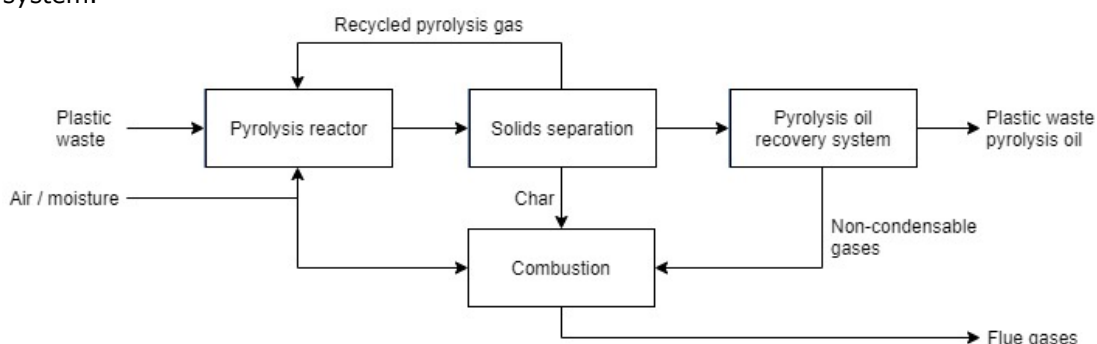 system.
Recycled pyrolysis gas
Plastic
waste
Pyrolysis reactor
Solids separation
Pyrolysis oil
recovery system
Plastic waste
pyrolysis oil
Air / moisture
Char
Non-condensable
gases
Combustion
Flue gases